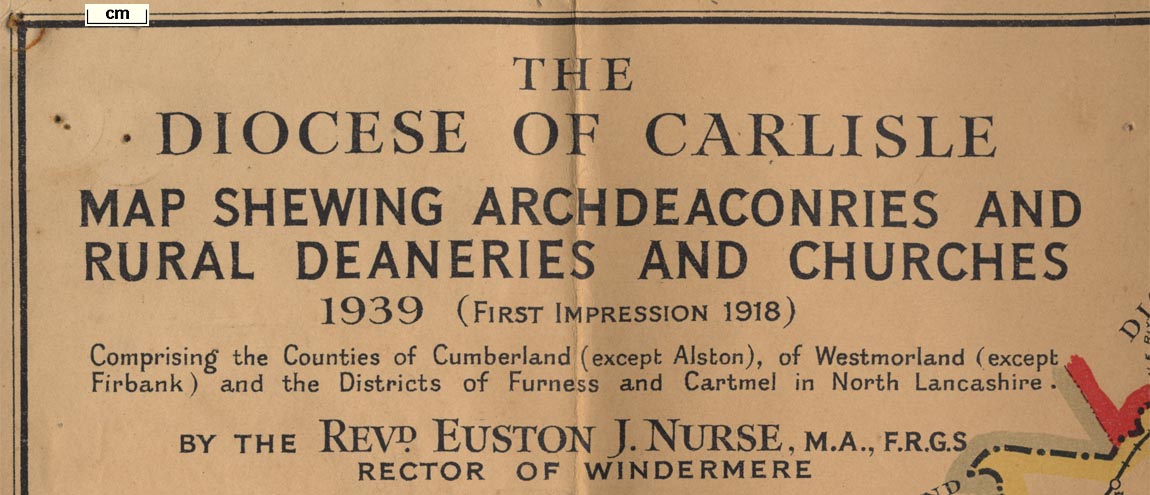 cm
THE
DIOCESE OF CARLISLE
MAP SHEWING ARCHDEACONRIES AND
RURAL DEANERIES AND CHURCHES
1939 (FIRST IMPRESSION 1918)
Comprising the Counties of Cumberland (except Alston), of Westmorland (except
Firbank) and the Districts of Furness and Cartmel in North Lancashire.
BY THE REVD. EUSTON J. NURSE, M.A., F.R.G.S
RECTOR OF WINDERMERE